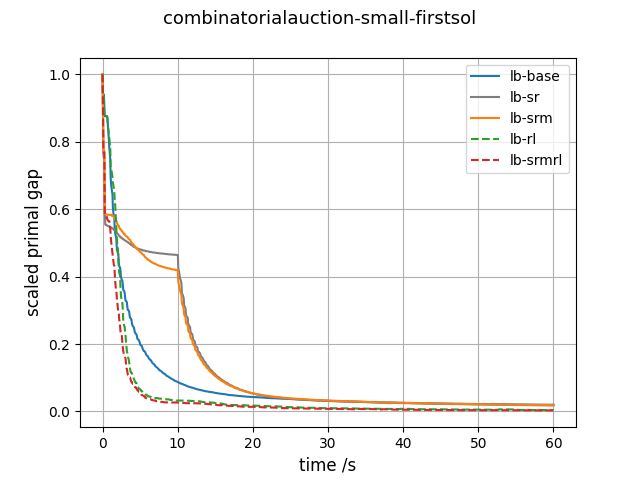 combinatorialauction-small-firstsol
lb-base
lb-sr
lb-srm
lb-rl
lb-srmrl
scaled primal gap
1.0
0.8
0.6
0.4
0.2
0.0
0 10 20 30 40 50 60
time /s